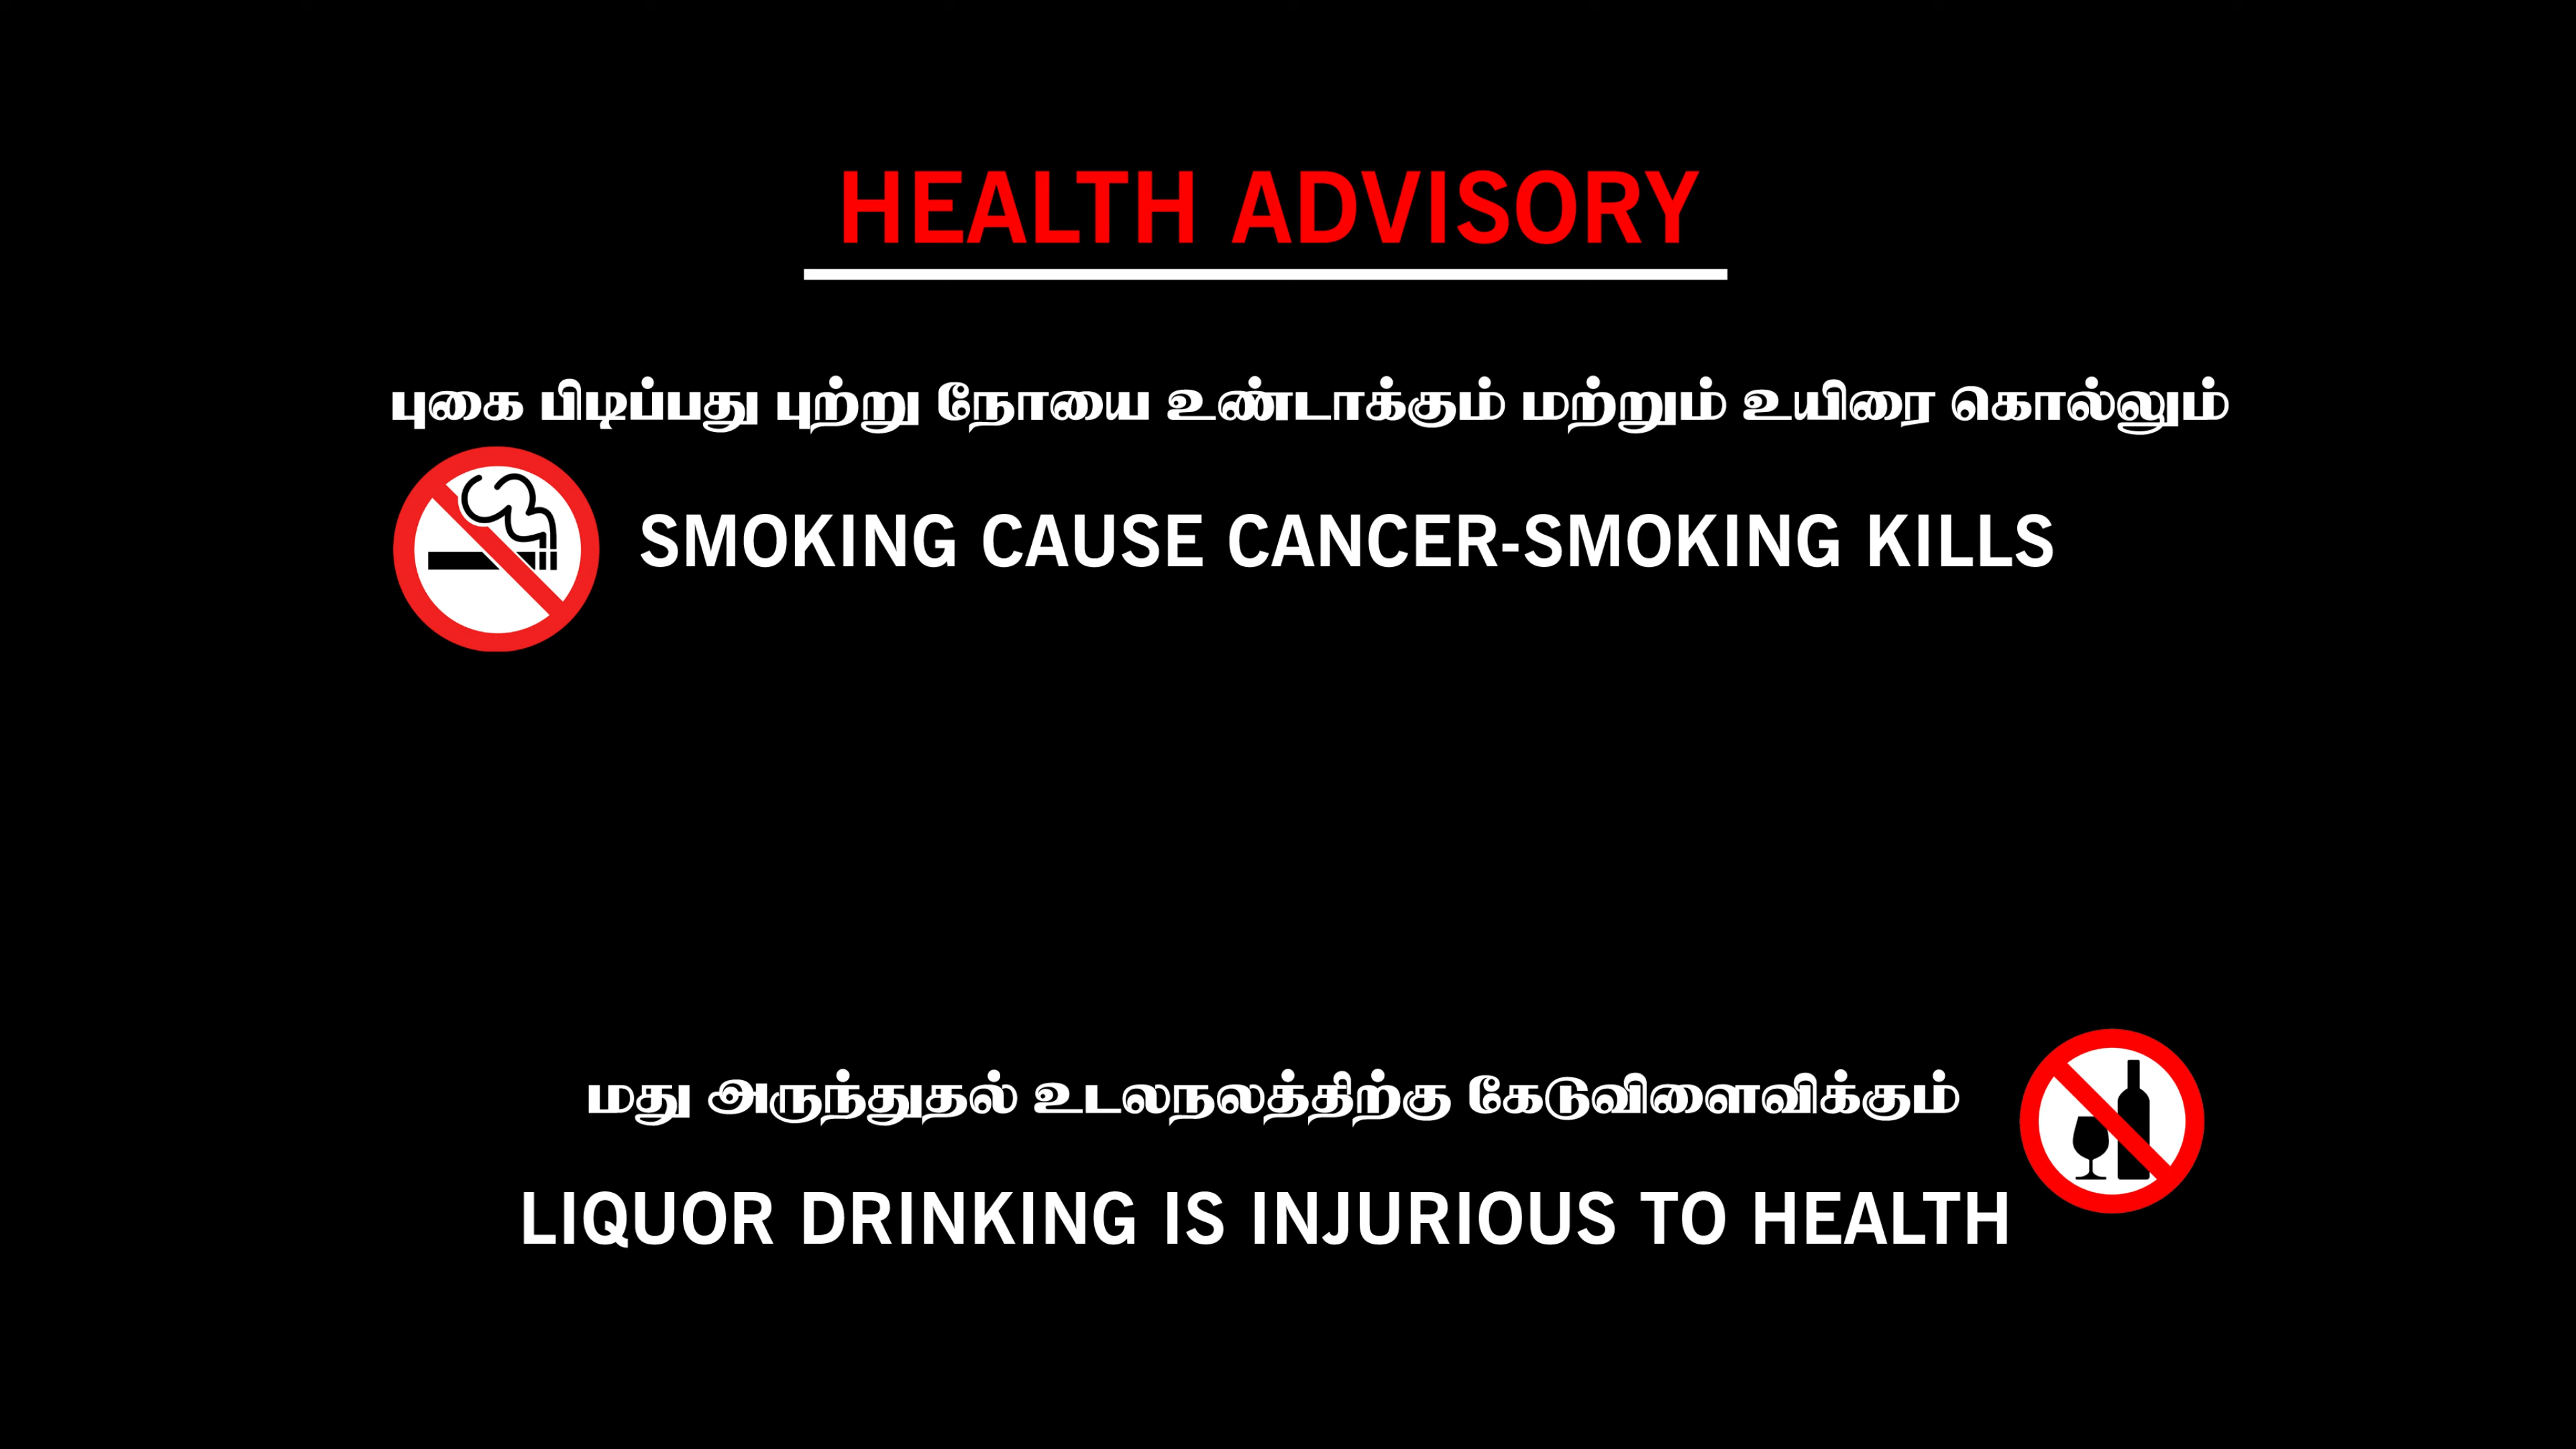 HEALTH ADVISORY
புகை பிடிப்பது புற்று நோயை உண்டாக்கும் மற்றும் உயிரை கொல்லும்
SMOKING CAUSE CANCER-SMOKING KILLS
மது அருந்துதல் உடலநலத்திற்கு கேடுவிளைவிக்கும்
LIQUOR DRINKING IS INJURIOUS TO HEALTH